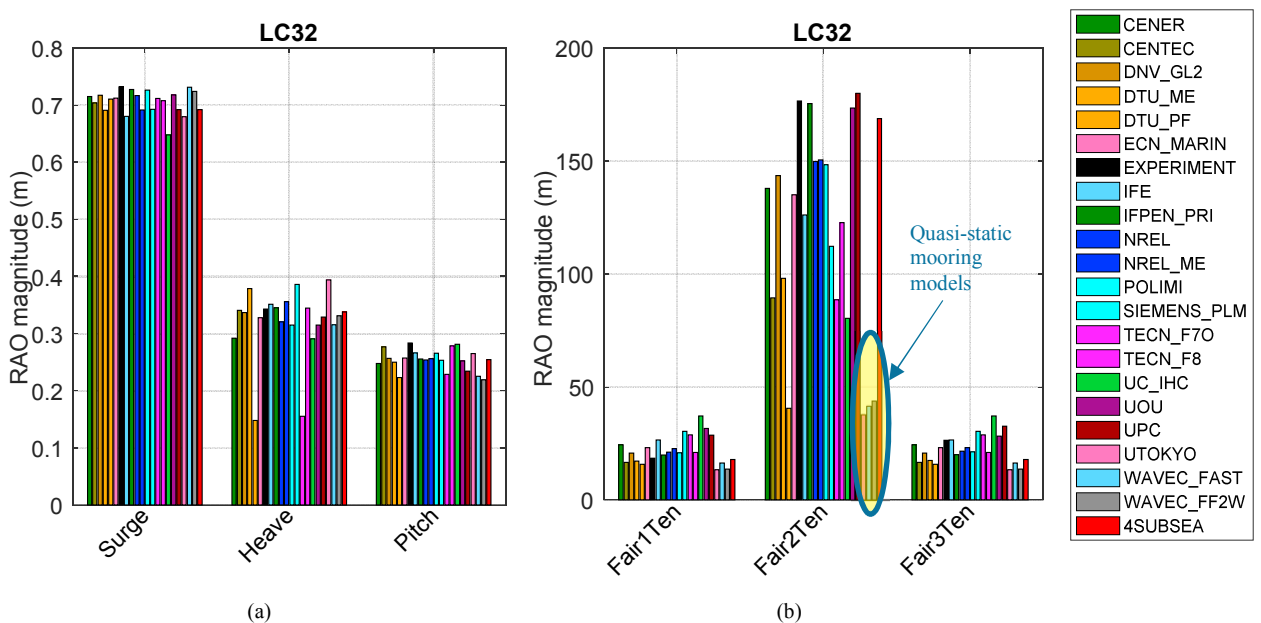 LC32
0.8
0.7
0.6
0.5
0.4
0.3
0.2
0.1
0
RAO magnitude (m)
Surge
Heave
Pitch
(a)
LC32
200
150
100
50
0
RAO magnitude (m)
Quasi-static
mooring
models
Fair1Ten
Fair2Ten
Fair3Ten
(b)
CENER
CENTEC
DNV_GL2
DTU_ME
DTU_PF
ECN_MARIN
EXPERIMENT
IFE
IFPEN_PRI
NREL
NREL_ME
POLIMI
SIEMENS_PLM
TECN_F7O
TECN_F8
UC_IHC
UOU
UPC
UTOKYO
WAVEC_FAST
WAVEC_FF2W
4SUBSEA